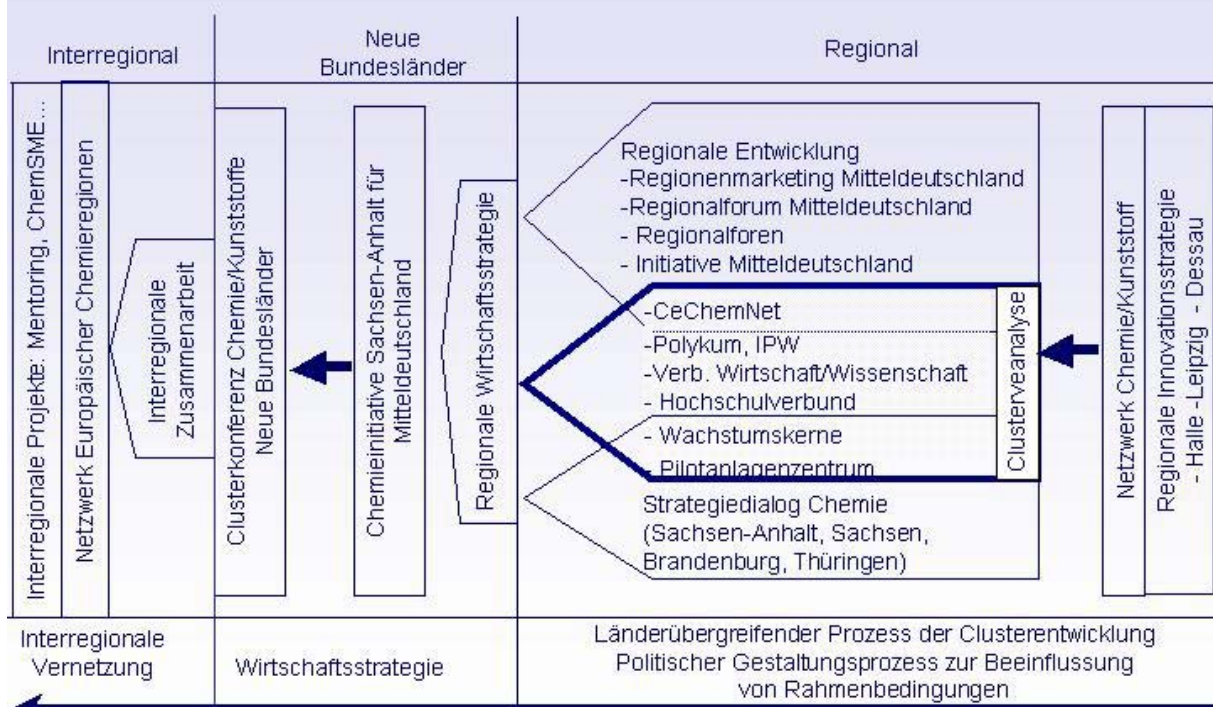 Interregional
Neue
Bundesländer
Regional
Interregionale Projekte: Mentoring, ChemSME...
Netzwerk Europäischer Chemieregionen
Interregionale
Zusammenarbeit
Clusterkonferenz Chemie/Kunststoffe
Neue Bundesländer
Chemieinitiative Sachsen-Anhalt für
Mitteldeutschland
Regionale Wirtschaftsstrategie
Regionale Entwicklung
-Regionenmarketing Mitteldeutschland
-Regionalforum Mitteldeutschland
- Regionalforen
- Initiative Mitteldeutschland
-CeChemNet
-Polykum, IPW
-Verb. Wirtschaft/Wissenschaft
- Hochschulverbund
- Wachstumskerne
- Pilotanlagenzentrum
Strategiedialog Chemie
(Sachsen-Anhalt, Sachsen,
Brandenburg, Thüringen)
Clusterveanalyse
Netzwerk Chemie/Kunststoff
Regionale Innovationsstrategie
- Halle -Leipzig - Dessau
Interregionale
Vernetzung
Wirtschaftsstrategie
Länderübergreifender Prozess der Clusterentwicklung
Politischer Gestaltungsprozess zur Beeinflussung
von Rahmenbedingungen